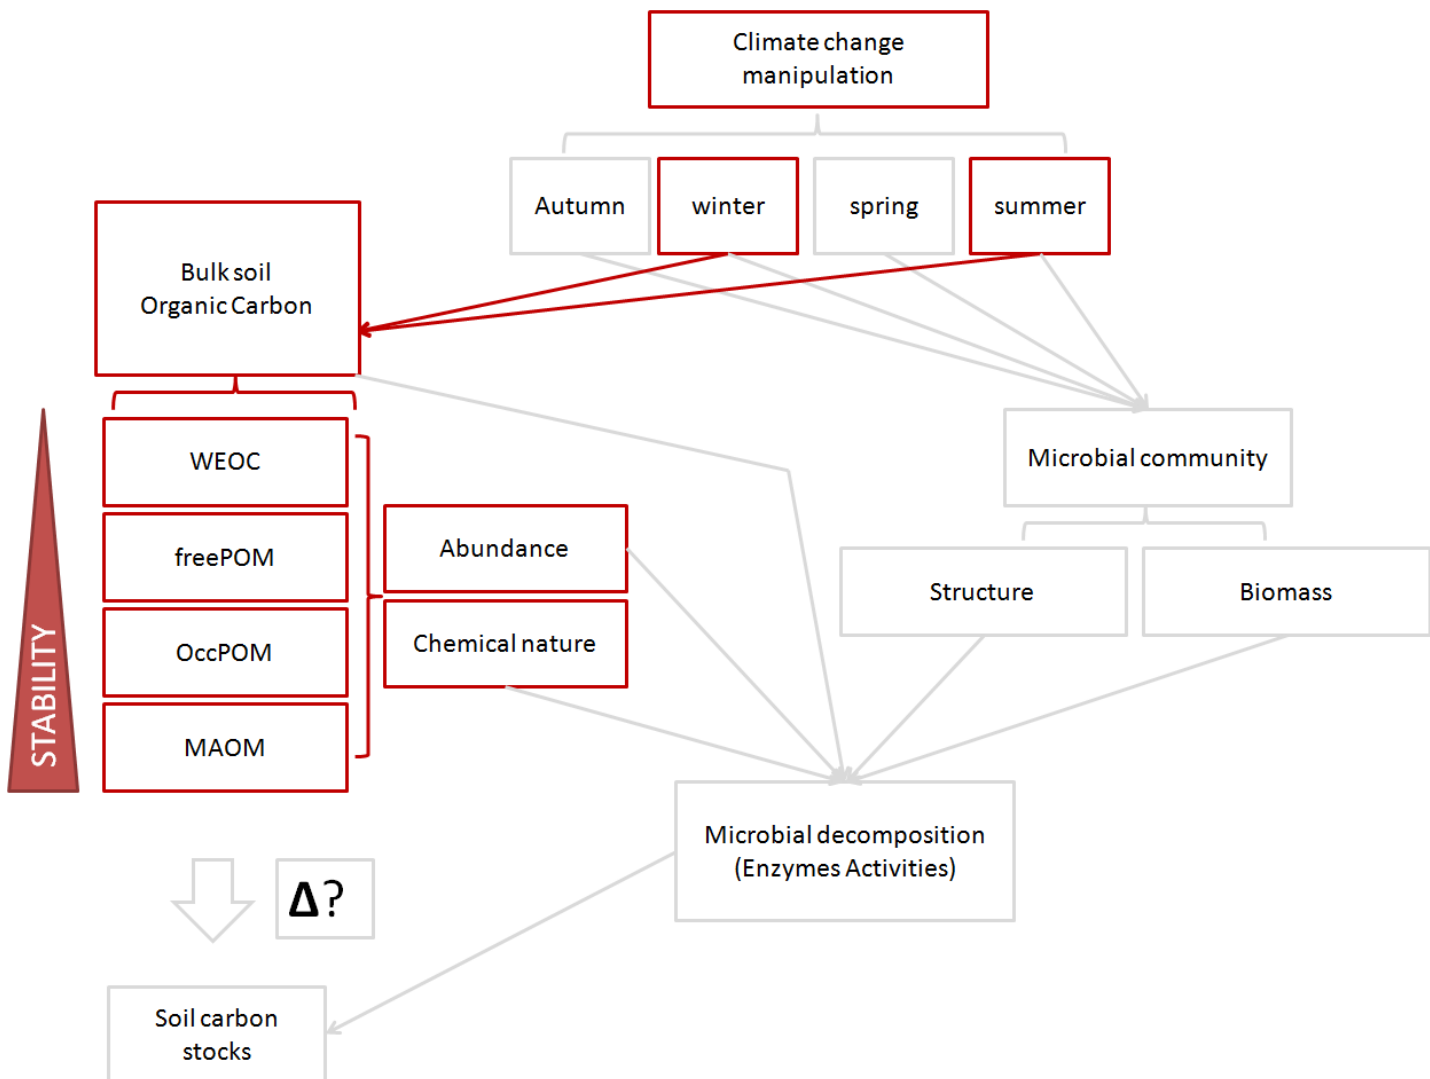 Climate change
manipulation
Autumn
winter
spring
summer
Bulk soil
Organic Carbon
WEOC
freePOM
OccPOM
MAOM
STABILITY
Abundance
Chemical nature
Microbial community
Structure
Biomass
Microbial decomposition
(Enzymes Activities)
Δ?
Soil carbon
stocks